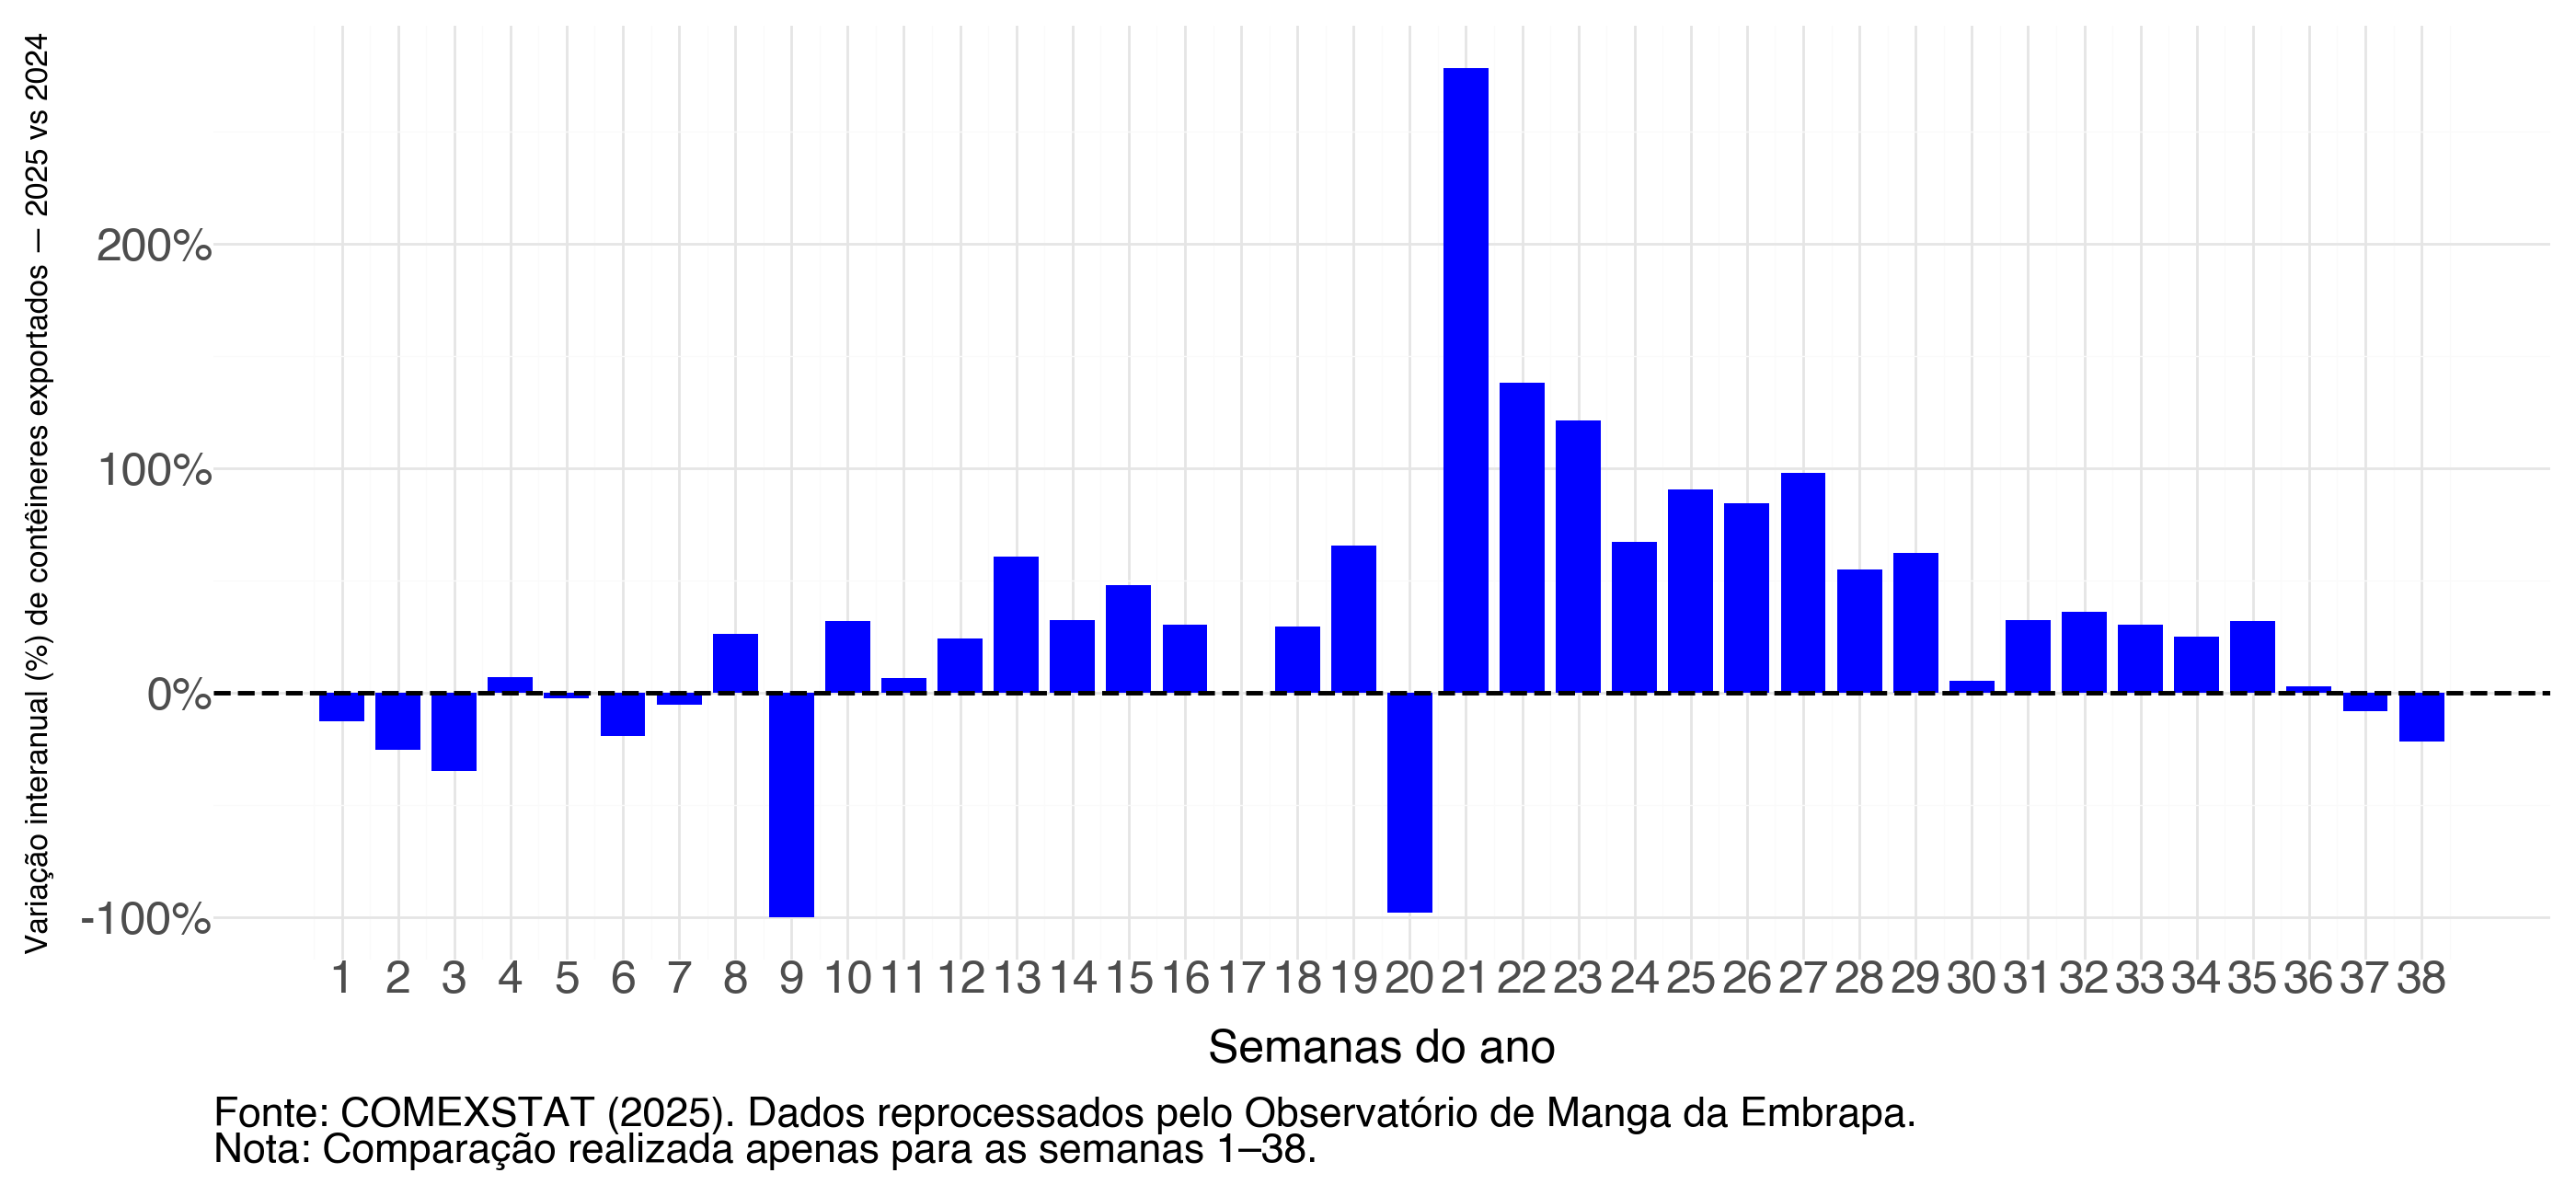 Variação interanual (%) de contêineres exportados — 2025 vs 2024
200%
100%
0%
-100%
1 2 3 4 5 6 7 8 9 10 11 12 13 14 15 16 17 18 19 20 21 22 23 24 25 26 27 28 29 30 31 32 33 34 35 36 37 38
Semanas do ano
Fonte: COMEXSTAT (2025). Dados reprocessados pelo Observatório de Manga da Embrapa.
Nota: Comparação realizada apenas para as semanas 1–38.